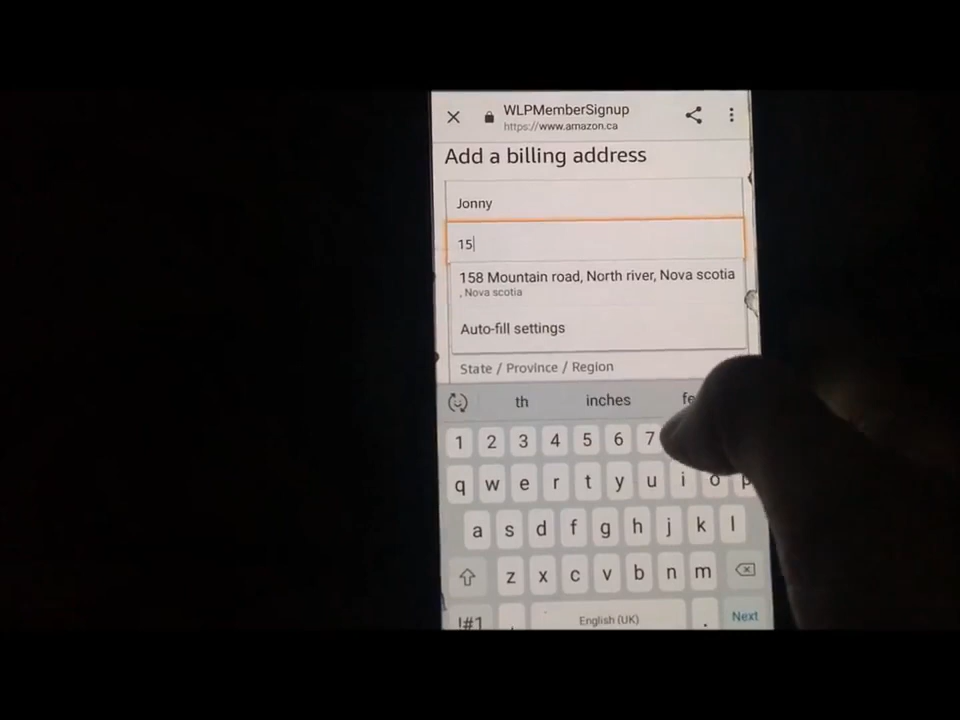 WLPMemberSignup
https://www.amazon.ca
Add a billing address
Jonny
15
158 Mountain road, North river, Nova scotia
, Nova scotia
Auto-fill settings
State / Province / Region
th inches fe
1 2 3 4 5 6 7
q w e r t y u i o p
a s d f g h j k l
z x c v b n m
!#1 , English (UK) . Next